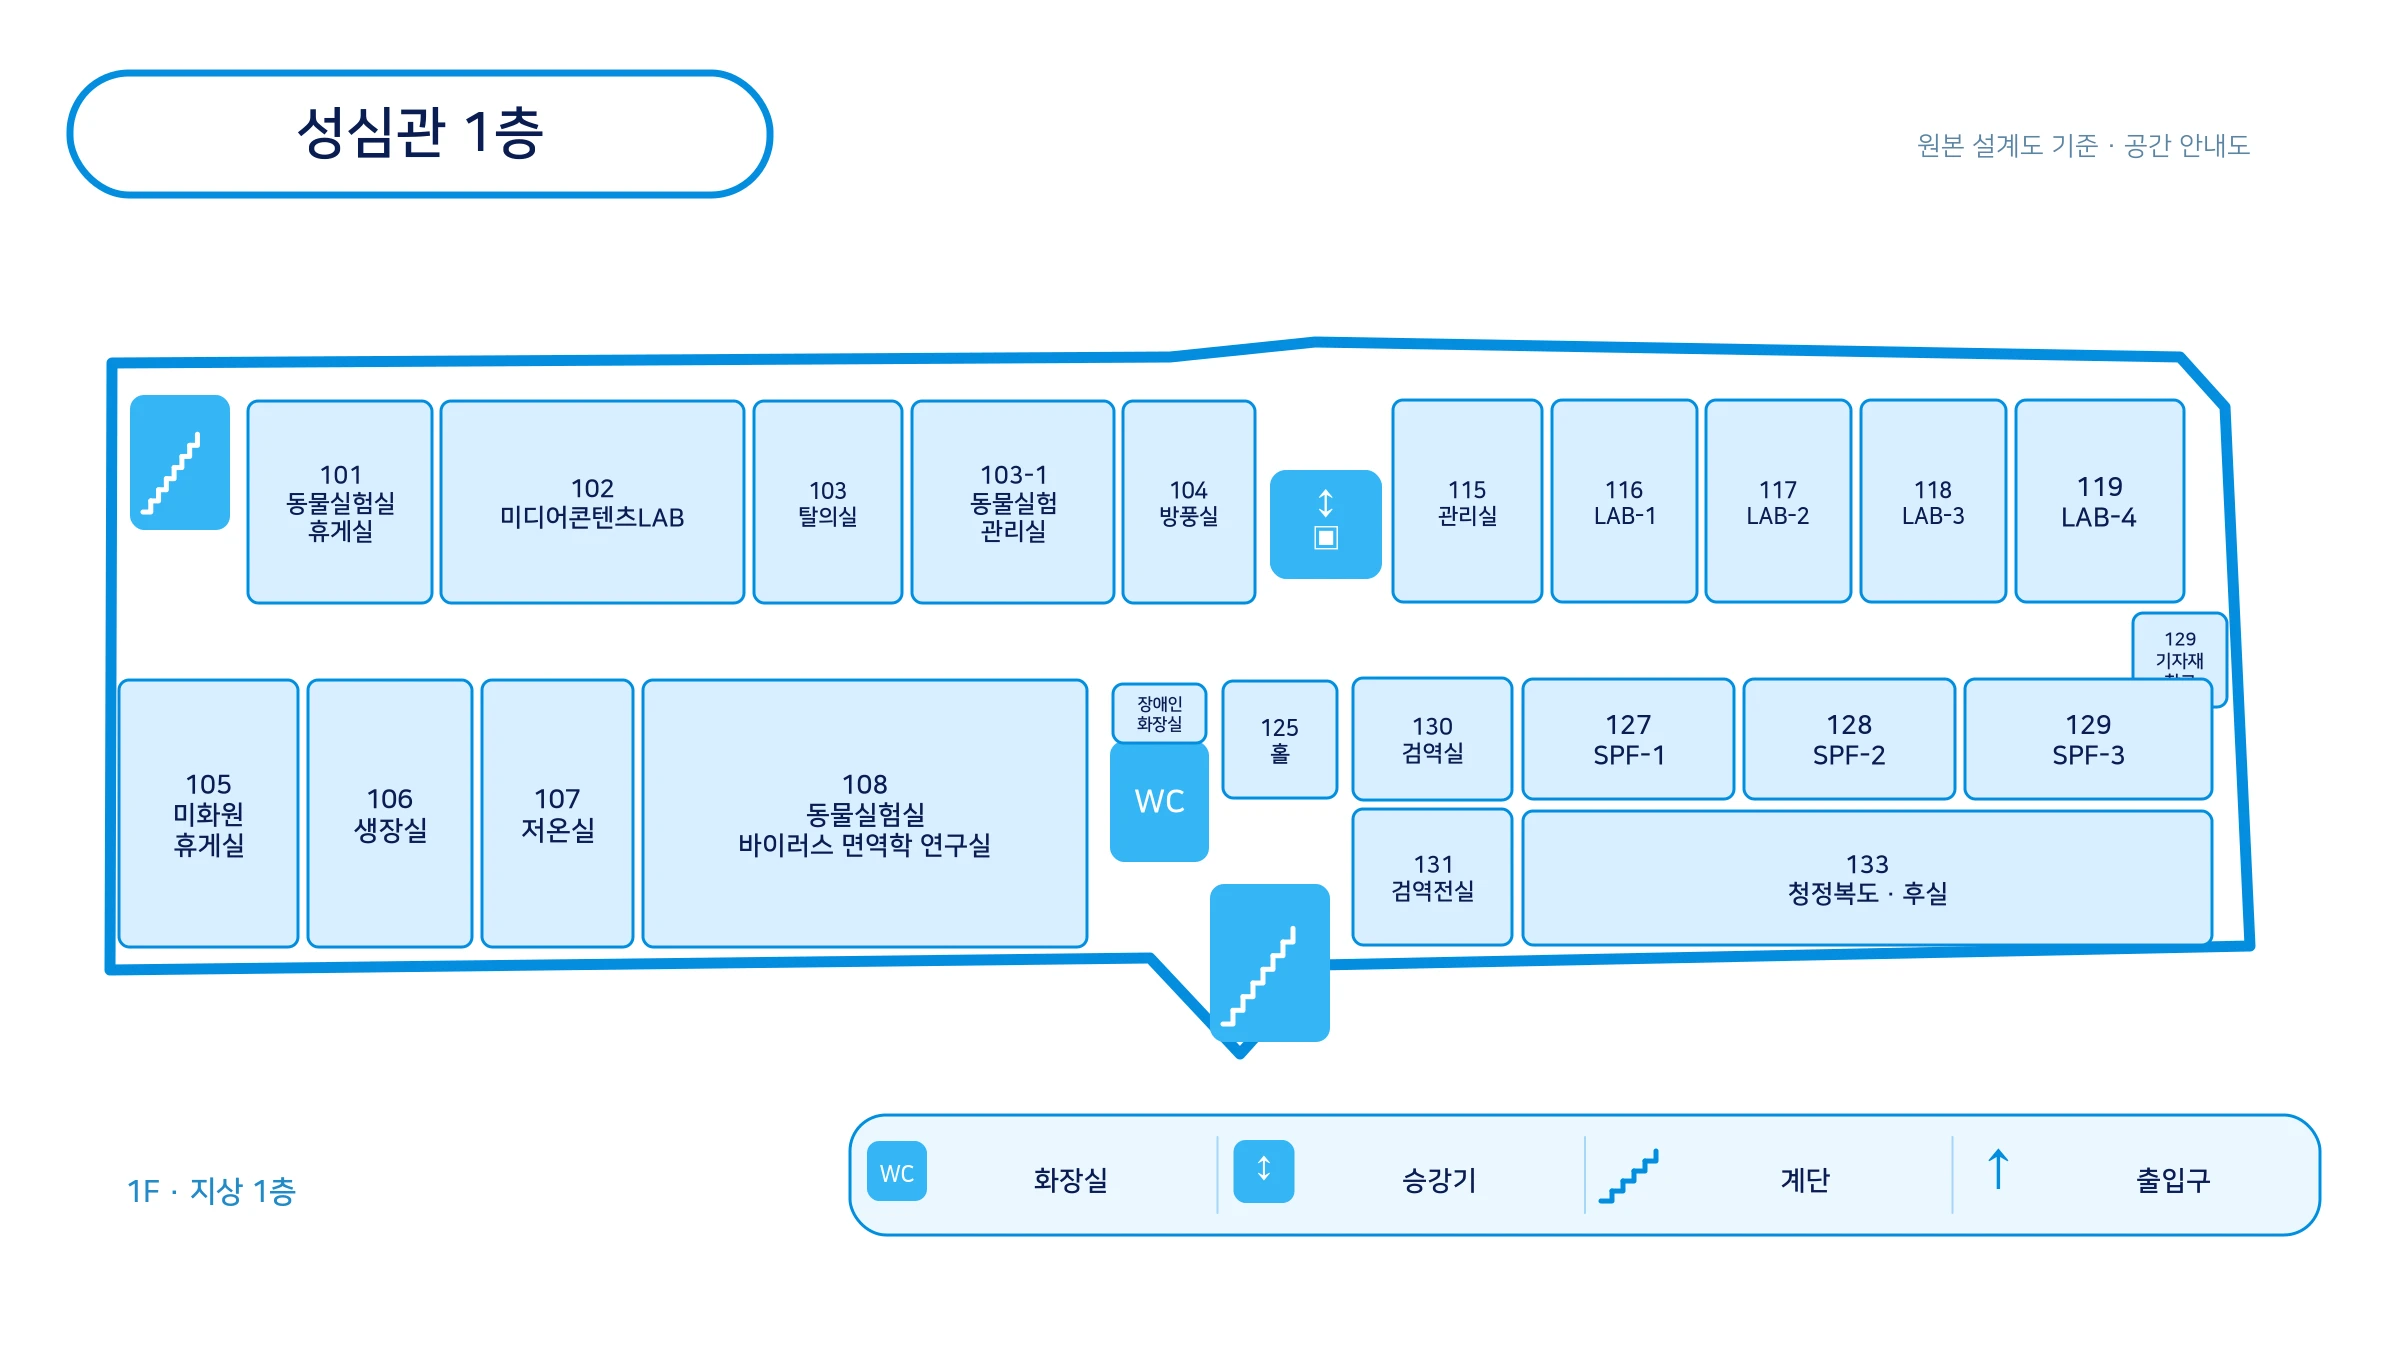 성심관 1층
원본 설계도 기준 · 공간 안내도
101
동물실험실
휴게실
102
미디어콘텐츠LAB
103
탈의실
103-1
동물실험
관리실
104
방풍실
115
관리실
116
LAB-1
117
LAB-2
118
LAB-3
119
LAB-4
129
기자재
105
미화원
휴게실
106
생장실
107
저온실
108
동물실험실
바이러스 면역학 연구실
장애인
화장실
WC
125
홀
130
검역실
127
SPF-1
128
SPF-2
129
SPF-3
131
검역전실
133
청정복도 · 후실
1F · 지상 1층
WC
화장실
승강기
계단
출입구